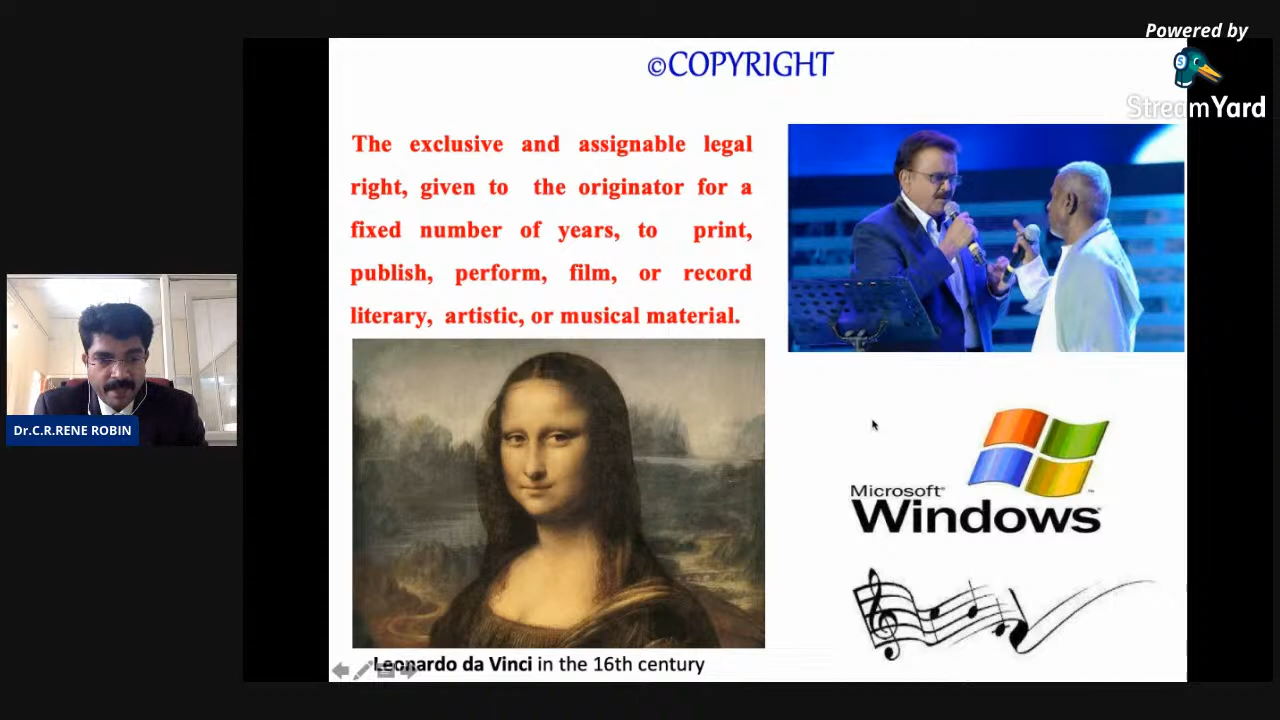 Powered by
StreamYard
©COPYRIGHT
The exclusive and assignable legal
right, given to the originator for a
fixed number of years, to print,
publish, perform, film, or record
literary, artistic, or musical material.
Dr.C.R.RENE ROBIN
Microsoft®
Windows
Leonardo da Vinci in the 16th century